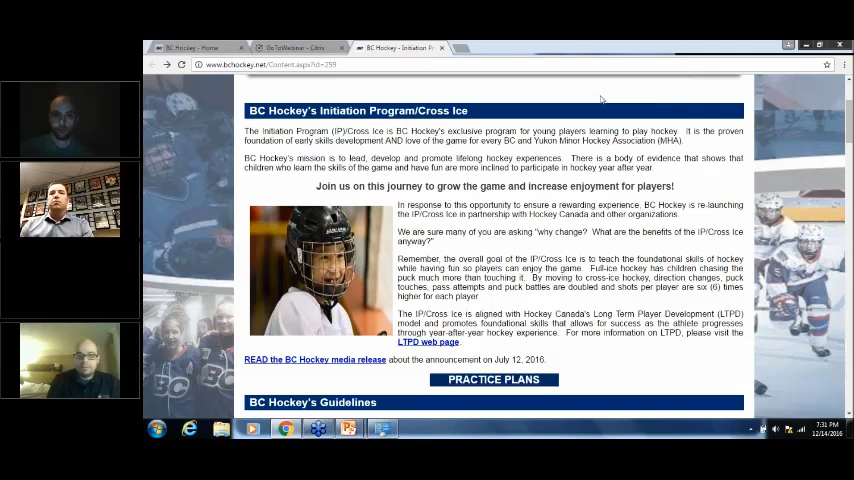 BC Hockey - Home
GoToWebinar - Citrix
BC Hockey - Initiation Pr
www.bchockey.net/Content.aspx?id=259
BC Hockey's Initiation Program/Cross Ice
The Initiation Program (IP)/Cross Ice is BC Hockey's exclusive program for young players learning to play hockey. It is the proven
foundation of early skills development AND love of the game for every BC and Yukon Minor Hockey Association (MHA).
BC Hockey's mission is to lead, develop and promote lifelong hockey experiences. There is a body of evidence that shows that
children who learn the skills of the game and have fun are more inclined to participate in hockey year after year.
Join us on this journey to grow the game and increase enjoyment for players!
In response to this opportunity to ensure a rewarding experience, BC Hockey is re-launching
the IP/Cross Ice in partnership with Hockey Canada and other organizations.
We are sure many of you are asking "why change? What are the benefits of the IP/Cross Ice
anyway?"
Remember, the overall goal of the IP/Cross Ice is to teach the foundational skills of hockey
while having fun so players can enjoy the game. Full-ice hockey has children chasing the
puck much more than touching it. By moving to cross-ice hockey, direction changes, puck
touches, pass attempts and puck battles are doubled and shots per player are six (6) times
higher for each player.
The IP/Cross Ice is aligned with Hockey Canada's Long Term Player Development (LTPD)
model and promotes foundational skills that allows for success as the athlete progresses
through year-after-year hockey experience. For more information on LTPD, please visit the
LTPD web page.
READ the BC Hockey media release about the announcement on July 12, 2016.
PRACTICE PLANS
BC Hockey's Guidelines
7:31 PM
12/14/2016